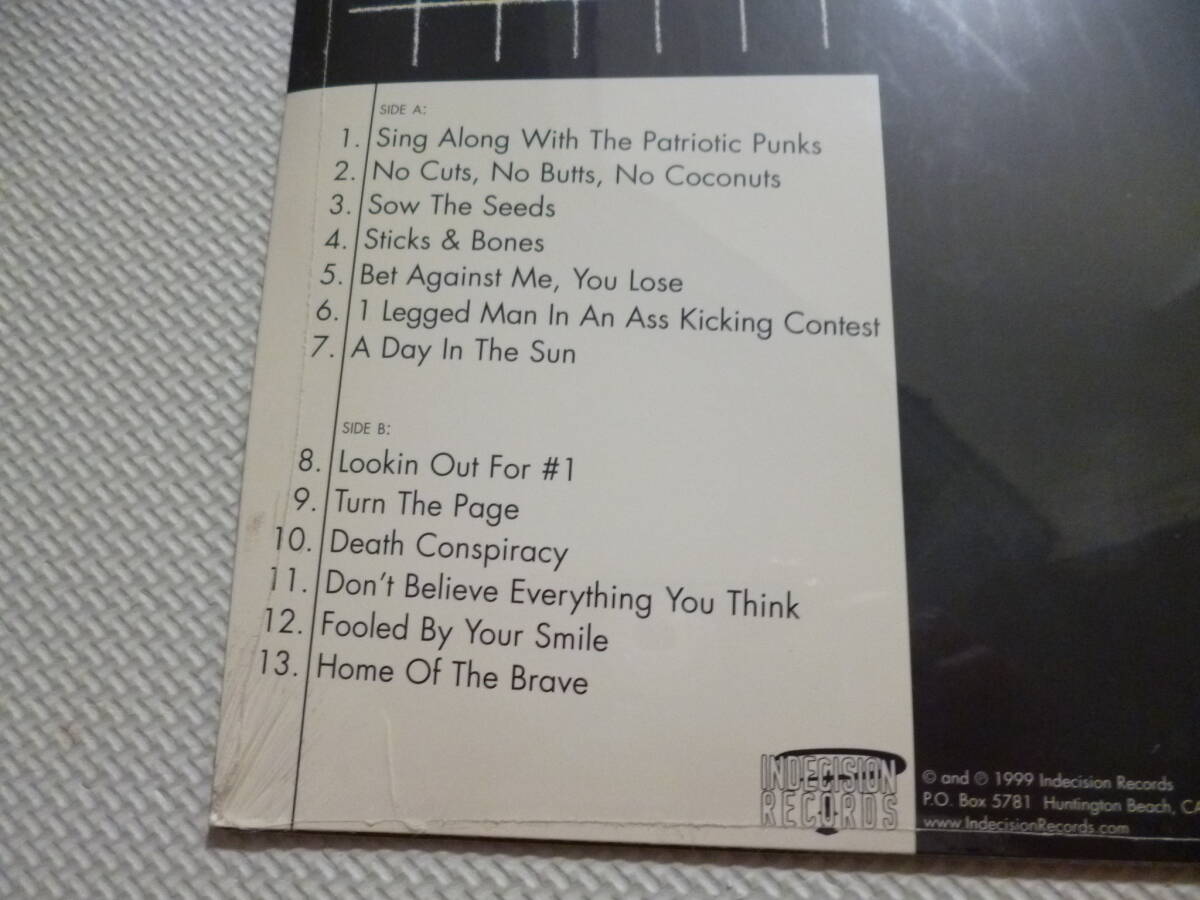 SIDE A:
1. Sing Along With The Patriotic Punks
2. No Cuts, No Butts, No Coconuts
3. Sow The Seeds
4. Sticks & Bones
5. Bet Against Me, You Lose
6. 1 Legged Man In An Ass Kicking Contest
7. A Day In The Sun
SIDE B:
8. Lookin Out For #1
9. Turn The Page
10. Death Conspiracy
11. Don't Believe Everything You Think
12. Fooled By Your Smile
13. Home Of The Brave
INDECISION
RECORDS
© and ℗ 1999 Indecision Records
P.O. Box 5781 Huntington Beach, CA
www.IndecisionRecords.com